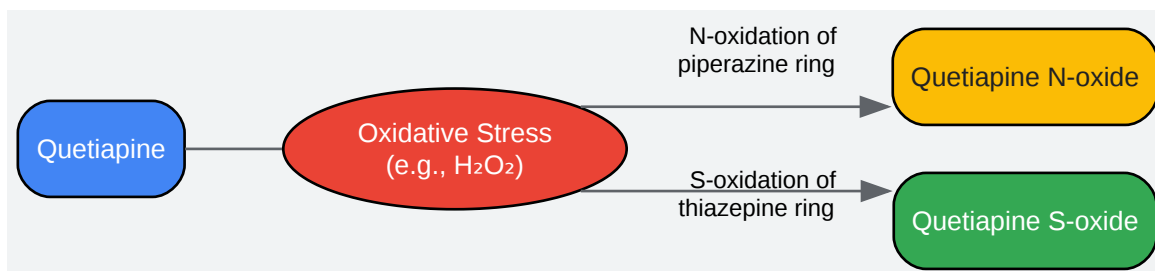 Quetiapine
Oxidative Stress
(e.g., H₂O₂)
N-oxidation of
piperazine ring
Quetiapine N-oxide
S-oxidation of
thiazepine ring
Quetiapine S-oxide